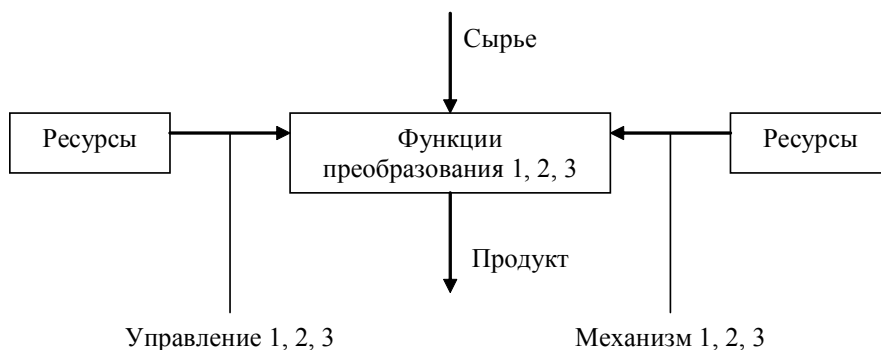 Сырье
Ресурсы
Функции
преобразования 1, 2, 3
Ресурсы
Продукт
Управление 1, 2, 3
Механизм 1, 2, 3